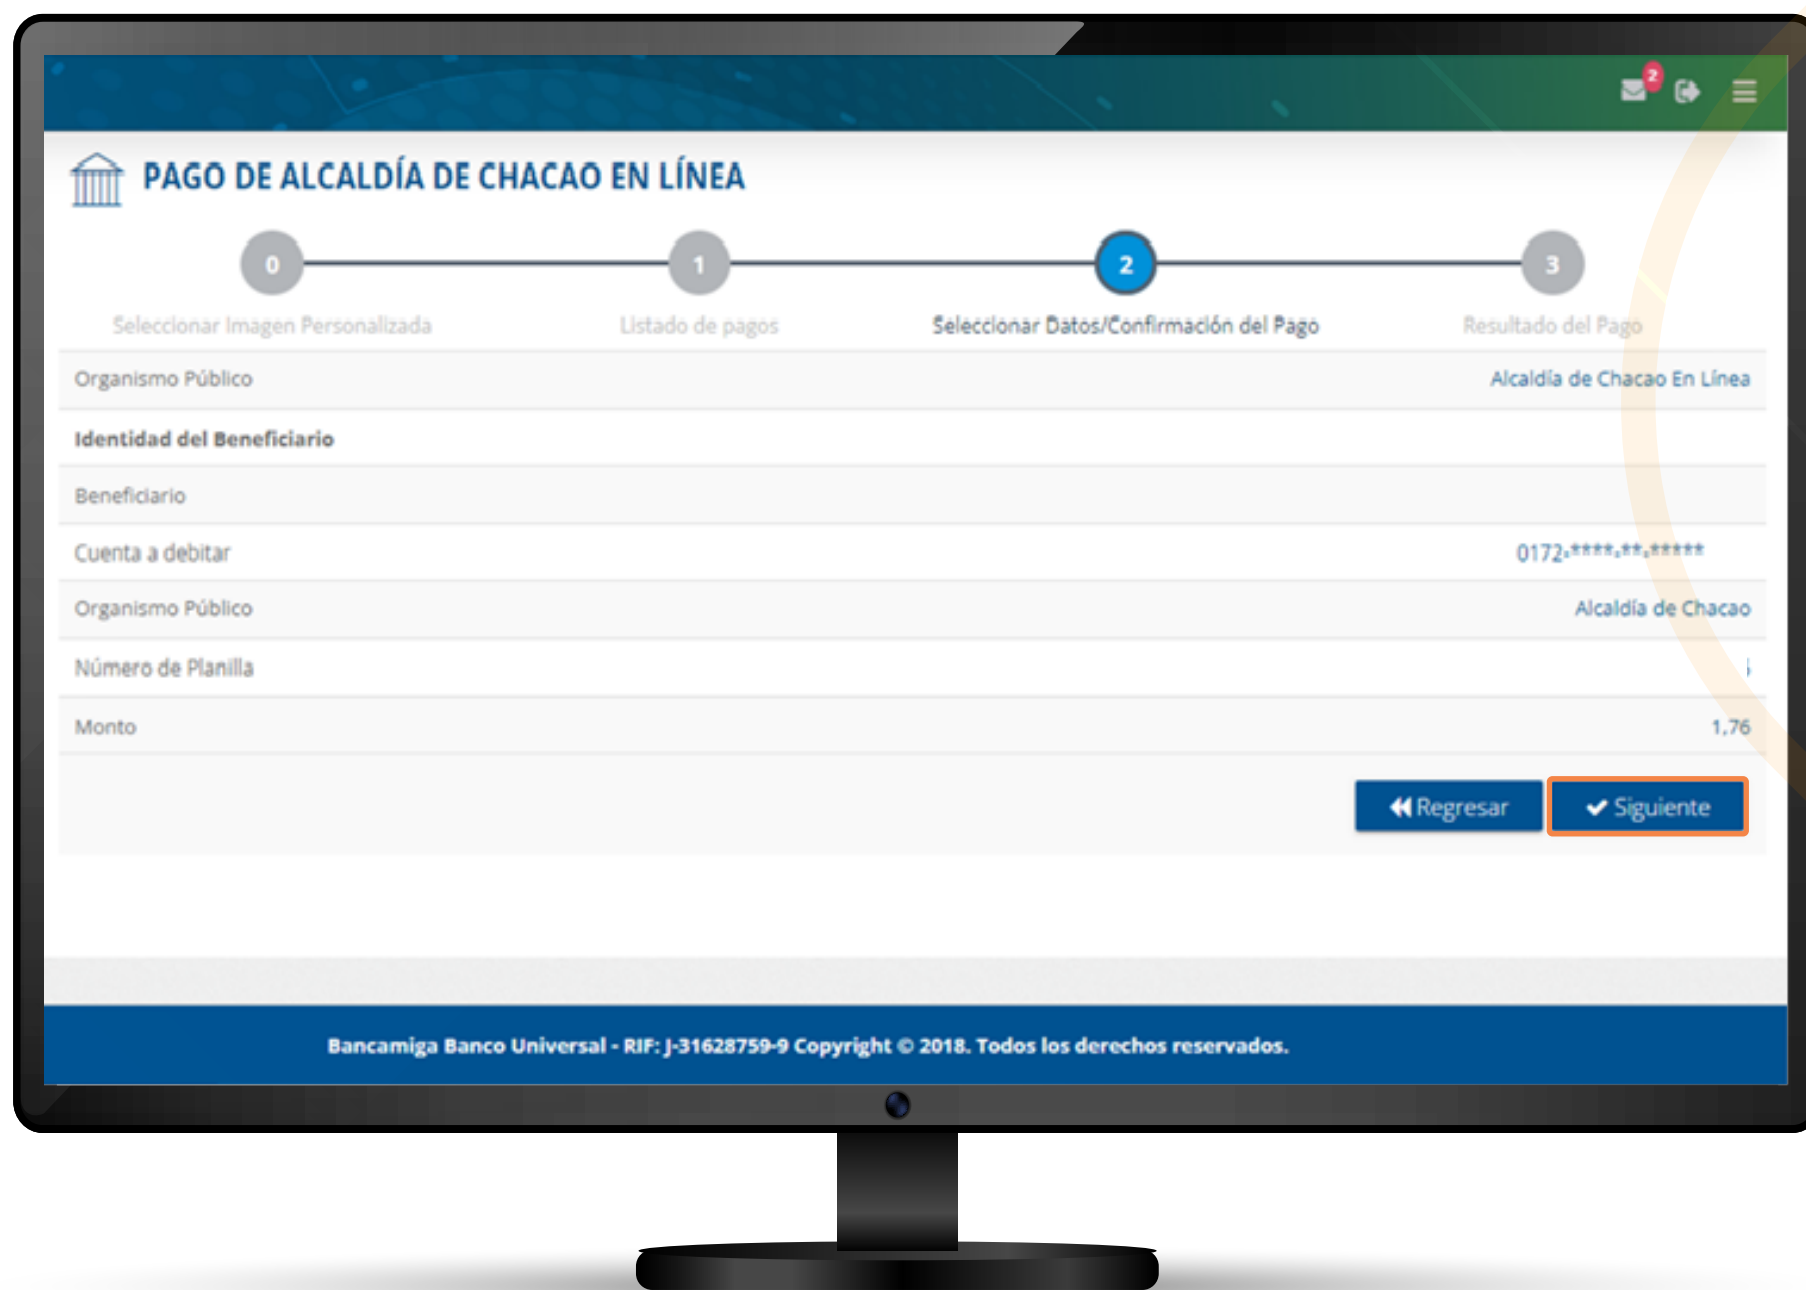 2
PAGO DE ALCALDÍA DE CHACAO EN LÍNEA
0 1 2 3
Seleccionar Imagen Personalizada Listado de pagos Seleccionar Datos/Confirmación del Pago Resultado del Pago
Organismo Público Alcaldía de Chacao En Línea
Identidad del Beneficiario
Beneficiario
Cuenta a debitar 0172-****-**-*****
Organismo Público Alcaldía de Chacao
Número de Planilla
Monto 1,76
Regresar Siguiente
Bancamiga Banco Universal - RIF: J-31628759-9 Copyright © 2018. Todos los derechos reservados.